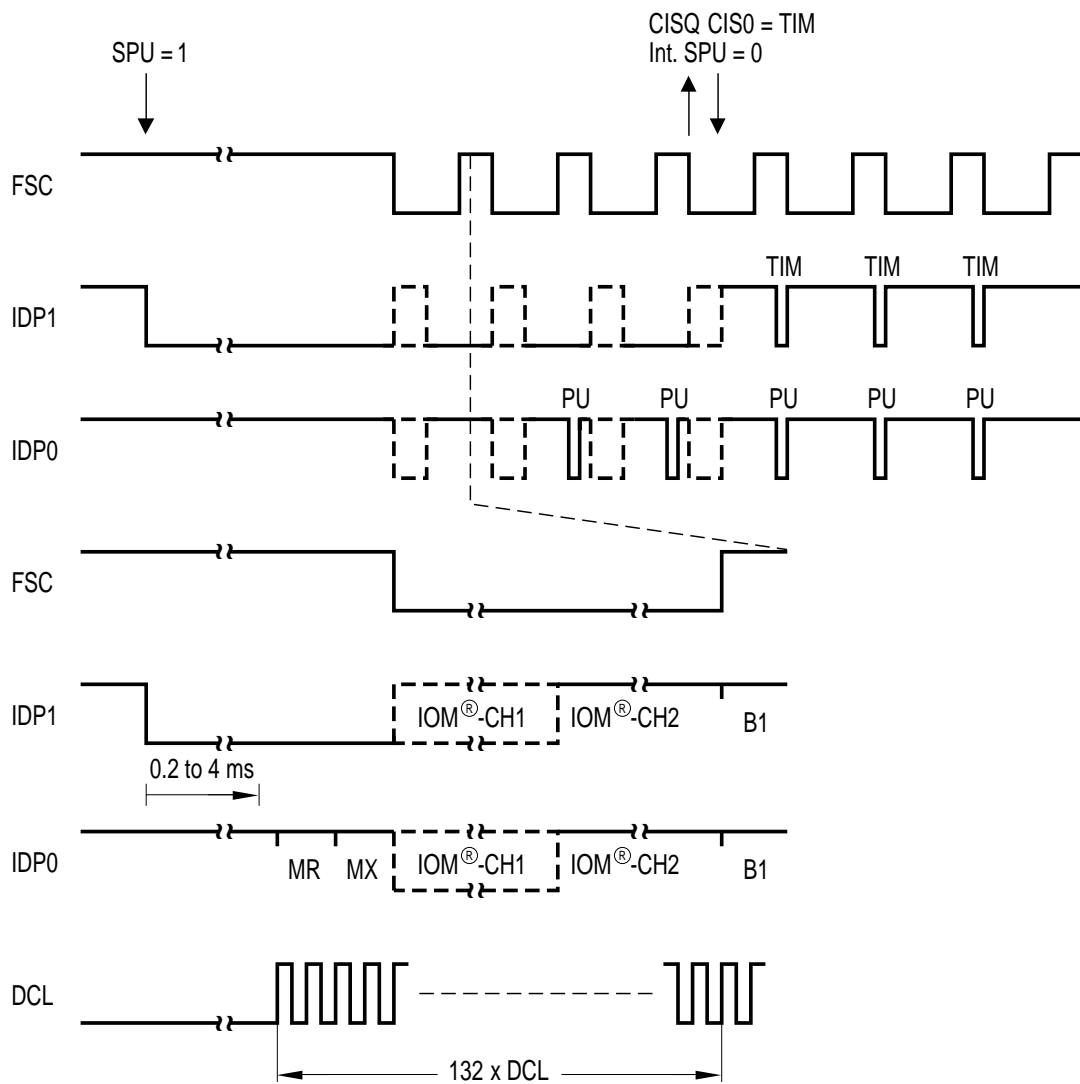 CISQ CIS0 = TIM
SPU = 1
Int. SPU = 0
FSC
TIM TIM TIM
IDP1
PU PU PU PU PU
IDP0
FSC
IDP1
IOM®-CH1 IOM®-CH2 B1
0.2 to 4 ms
IDP0
MR MX IOM®-CH1 IOM®-CH2 B1
DCL
132 x DCL